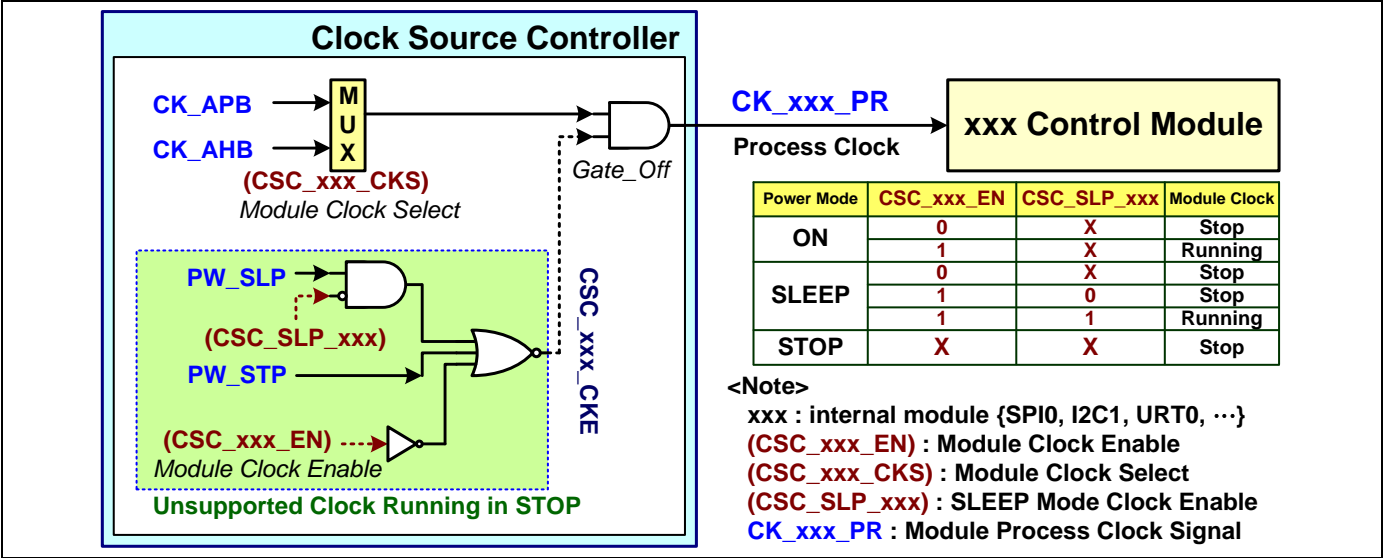 Clock Source Controller
CK_APB
CK_AHB
MUX
(CSC_xxx_CKS)
Module Clock Select
Gate_Off
PW_SLP
(CSC_SLP_xxx)
PW_STP
(CSC_xxx_EN)
Module Clock Enable
Unsupported Clock Running in STOP
CSC_xxx_CKE
CK_xxx_PR
Process Clock
xxx Control Module
Power Mode CSC_xxx_EN CSC_SLP_xxx Module Clock
ON 0 X Stop
1 X Running
SLEEP 0 X Stop
1 0 Stop
1 1 Running
STOP X X Stop
<Note>
xxx : internal module {SPI0, I2C1, URT0, ⋯}
(CSC_xxx_EN) : Module Clock Enable
(CSC_xxx_CKS) : Module Clock Select
(CSC_SLP_xxx) : SLEEP Mode Clock Enable
CK_xxx_PR : Module Process Clock Signal